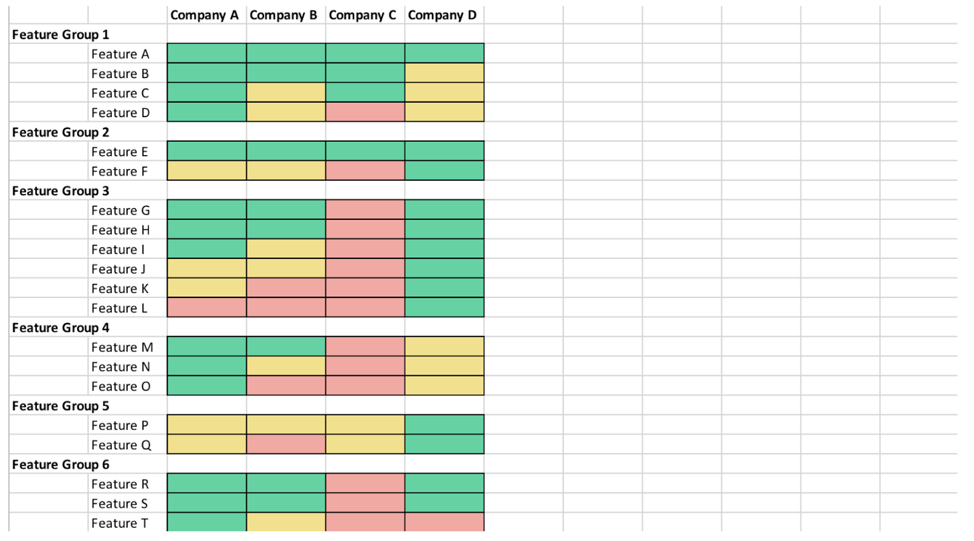 Company A Company B Company C Company D
Feature Group 1
Feature A
Feature B
Feature C
Feature D
Feature Group 2
Feature E
Feature F
Feature Group 3
Feature G
Feature H
Feature I
Feature J
Feature K
Feature L
Feature Group 4
Feature M
Feature N
Feature O
Feature Group 5
Feature P
Feature Q
Feature Group 6
Feature R
Feature S
Feature T